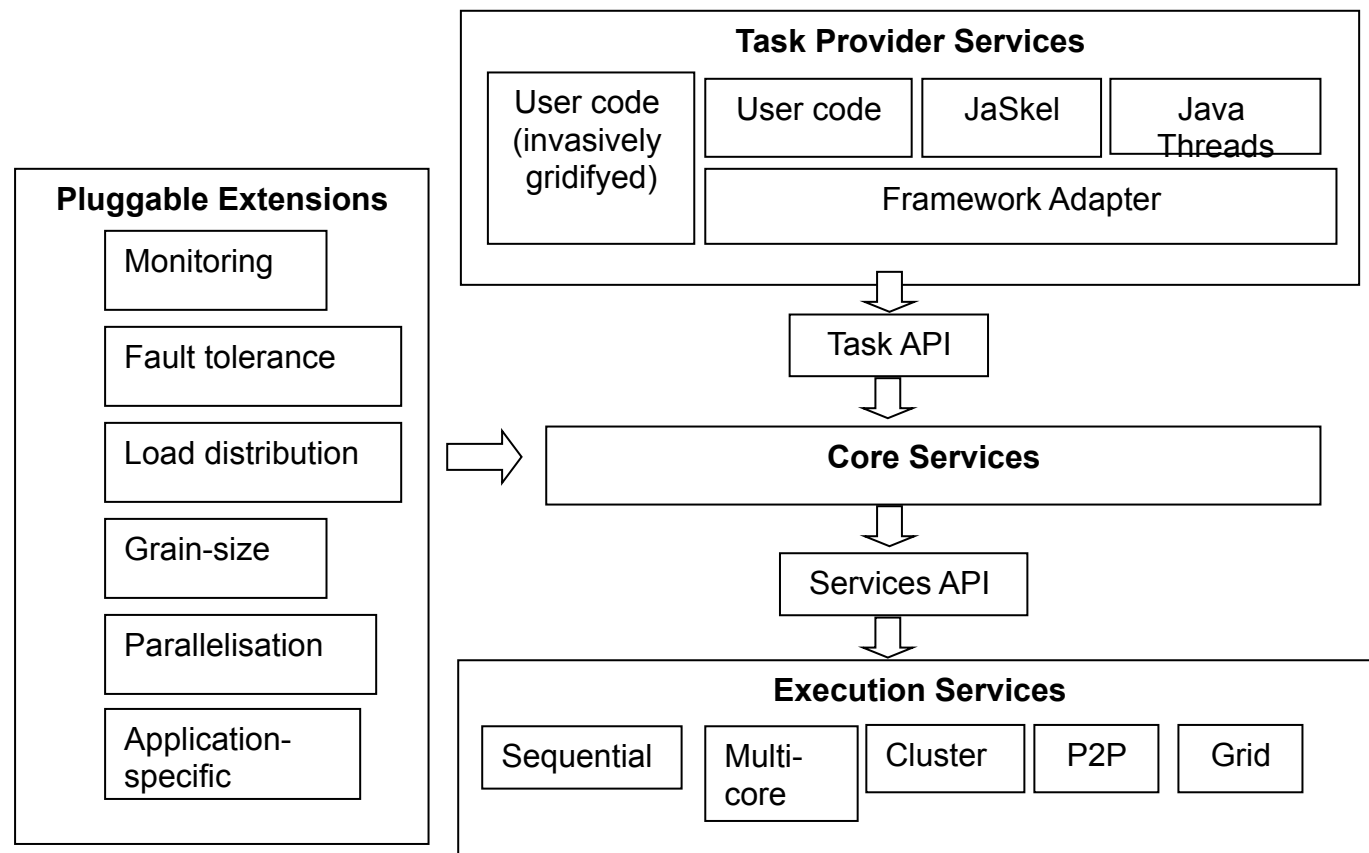 Task Provider Services
User code
(invasively
gridifyed)
User code
JaSkel
Java
Threads
Framework Adapter
Pluggable Extensions
Monitoring
Fault tolerance
Load distribution
Grain-size
Parallelisation
Application-
specific
Task API
Core Services
Services API
Execution Services
Sequential
Multi-
core
Cluster
P2P
Grid